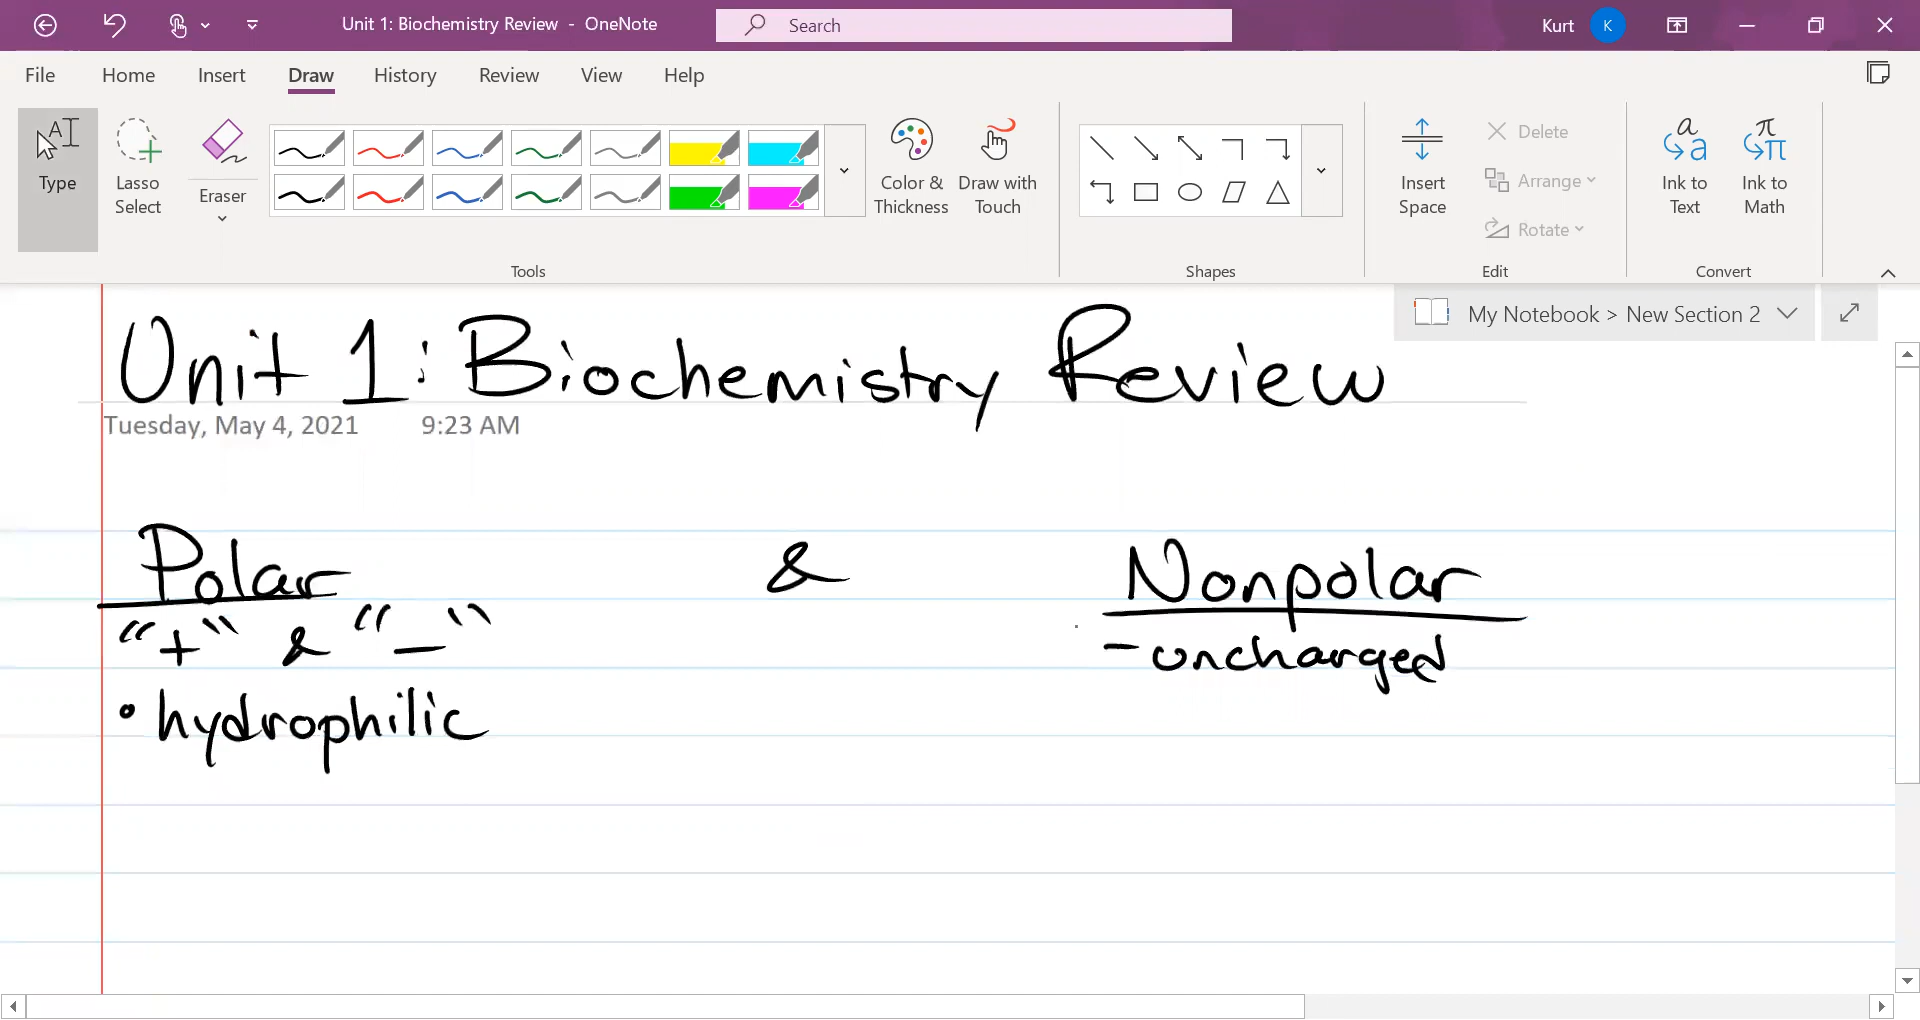 Unit 1: Biochemistry Review - OneNote
Search
Kurt K
File Home Insert Draw History Review View Help
Type
Lasso Select
Eraser
Color & Thickness
Draw with Touch
Insert Space
Delete
Arrange
Rotate
Ink to Text
Ink to Math
Tools Shapes Edit Convert
My Notebook > New Section 2
Unit 1: Biochemistry Review
Tuesday, May 4, 2021 9:23 AM
Polar & Nonpolar
"+" & "-" - uncharged
• hydrophilic